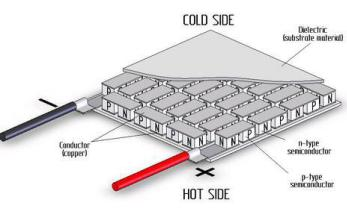 COLD SIDE
Dielectric
(substrate material)
P N P N P N P N P N P N P N P N
Conductor
(copper)
n-type
semiconductor
p-type
semiconductor
HOT SIDE